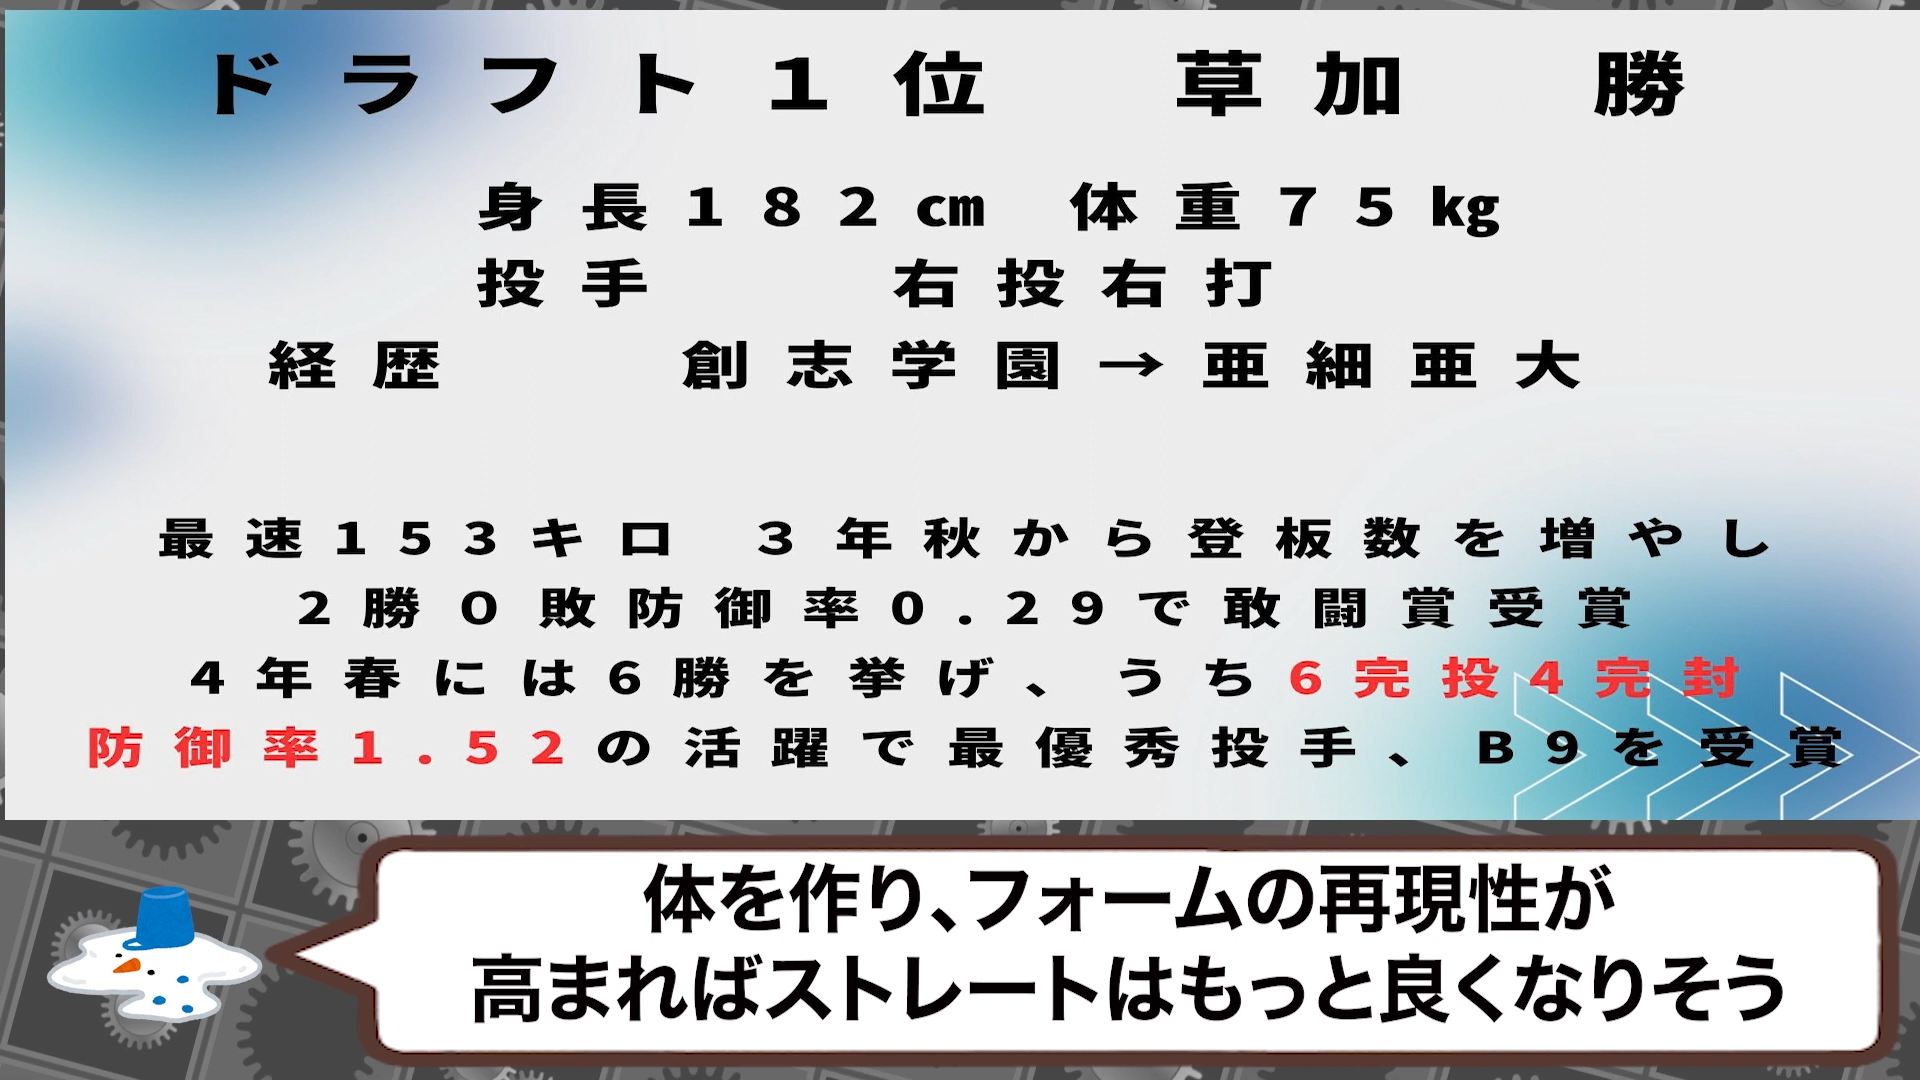 ドラフト１位　草加　勝
身長１８２㎝　体重７５㎏
投手　　右投右打
経歴　　創志学園→亜細亜大
最速１５３キロ　３年秋から登板数を増やし
２勝０敗防御率０.２９で敢闘賞受賞
４年春には６勝を挙げ、うち６完投４完封
防御率１.５２の活躍で最優秀投手、B９を受賞
体を作り、フォームの再現性が
高まればストレートはもっと良くなりそう